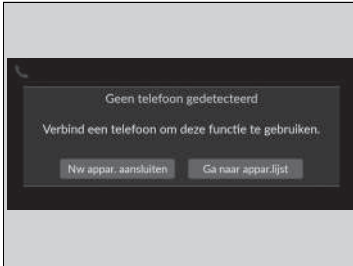 Geen telefoon gedetecteerd
Verbind een telefoon om deze functie te gebruiken.
Nw appar. aansluiten
Ga naar appar.lijst